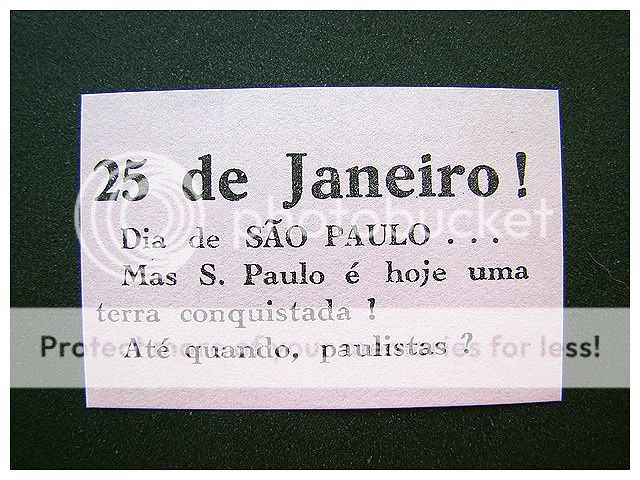 25 de Janeiro !
Dia de SÃO PAULO . . .
Mas S. Paulo é hoje uma
terra conquistada !
Até quando, paulistas ?
photobucket
Protect more of your memories for less!